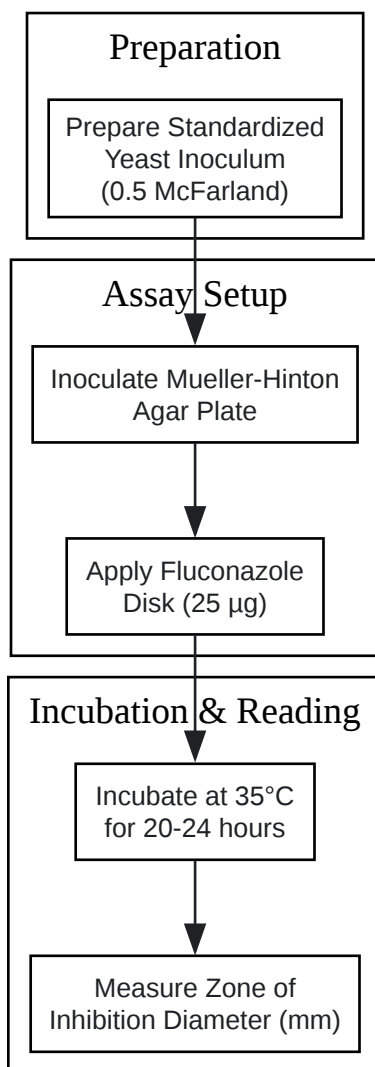 Preparation
Prepare Standardized
Yeast Inoculum
(0.5 McFarland)
Assay Setup
Inoculate Mueller-Hinton
Agar Plate
Apply Fluconazole
Disk (25 µg)
Incubation & Reading
Incubate at 35°C
for 20-24 hours
Measure Zone of
Inhibition Diameter (mm)